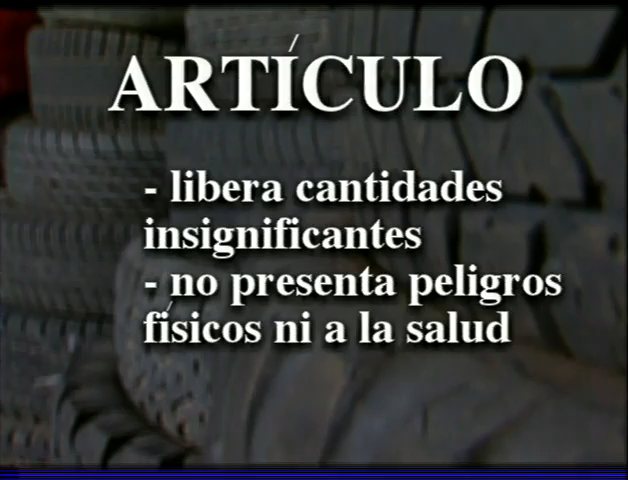 ARTÍCULO
- libera cantidades
insignificantes
- no presenta peligros
físicos ni a la salud